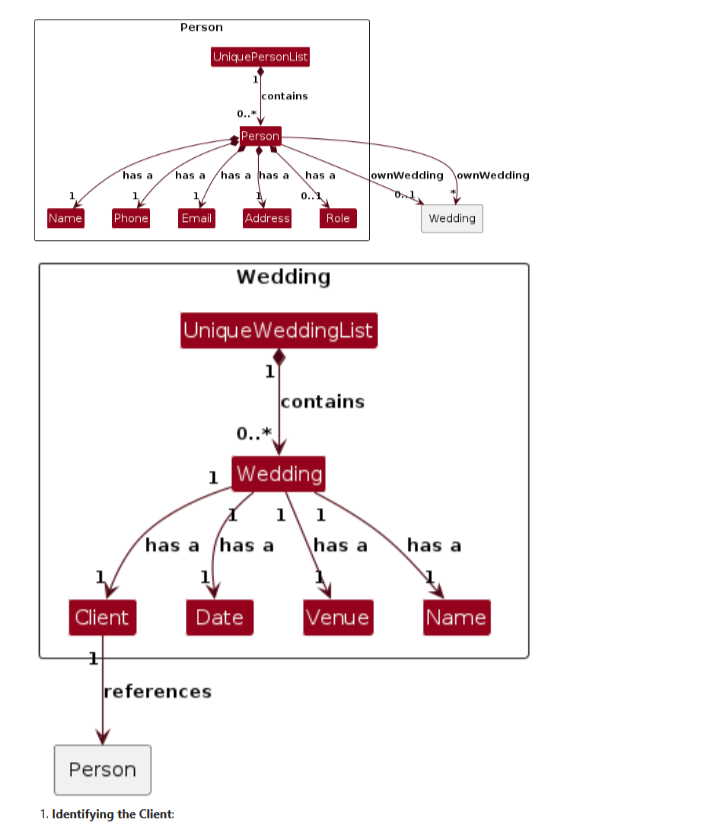 Person
UniquePersonList
1
contains
0..*
Person
has a has a has a has a has a ownWedding ownWedding
1 1 1 1 0..1 0..1 *
Name Phone Email Address Role Wedding
Wedding
UniqueWeddingList
1
contains
0..*
1 Wedding
1 1 1
has a has a has a has a
1 1 1 1
Client Date Venue Name
1
references
Person
1. Identifying the Client: